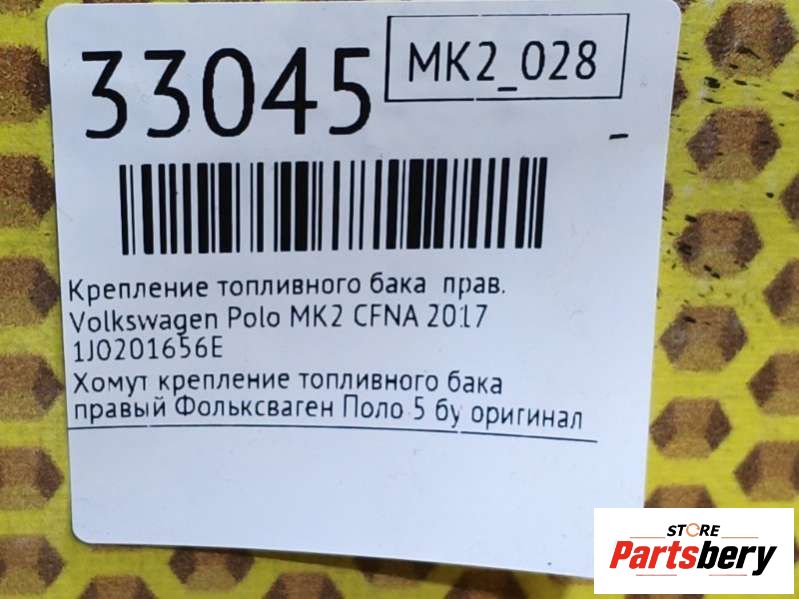 33045
MK2_028
Крепление топливного бака прав.
Volkswagen Polo MK2 CFNA 2017
1J0201656E
Хомут крепление топливного бака
правый Фольксваген Поло 5 бу оригинал
STORE
Partsbery